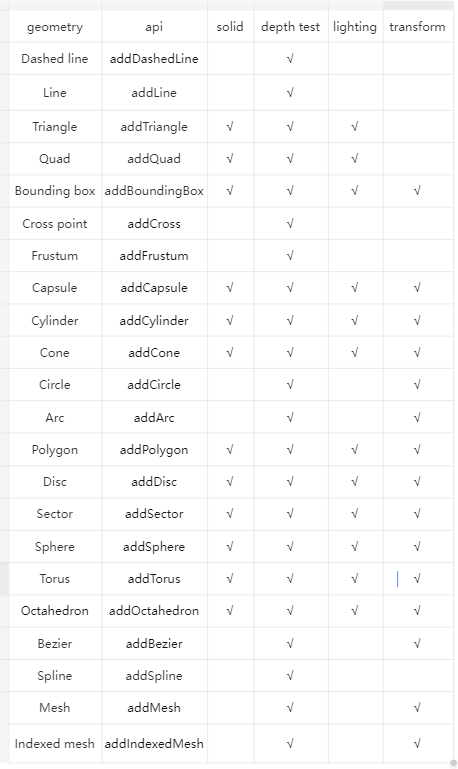 geometry api solid depth test lighting transform
Dashed line addDashedLine √
Line addLine √
Triangle addTriangle √ √ √
Quad addQuad √ √ √
Bounding box addBoundingBox √ √ √ √
Cross point addCross √
Frustum addFrustum √
Capsule addCapsule √ √ √ √
Cylinder addCylinder √ √ √ √
Cone addCone √ √ √ √
Circle addCircle √ √
Arc addArc √ √
Polygon addPolygon √ √ √ √
Disc addDisc √ √ √ √
Sector addSector √ √ √ √
Sphere addSphere √ √ √ √
Torus addTorus √ √ √ √
Octahedron addOctahedron √ √ √ √
Bezier addBezier √ √
Spline addSpline √
Mesh addMesh √ √
Indexed mesh addIndexedMesh √ √